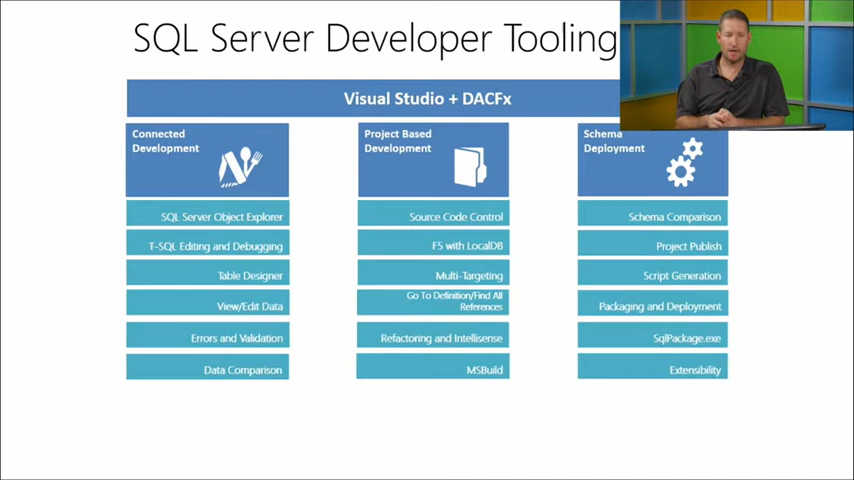 SQL Server Developer Tooling
Visual Studio + DACFx
Connected
Development
SQL Server Object Explorer
T-SQL Editing and Debugging
Table Designer
View/Edit Data
Errors and Validation
Data Comparison
Project Based
Development
Source Code Control
F5 with LocalDB
Multi-Targeting
Go To Definition/Find All
References
Refactoring and Intellisense
MSBuild
Schema
Deployment
Schema Comparison
Project Publish
Script Generation
Packaging and Deployment
SqlPackage.exe
Extensibility